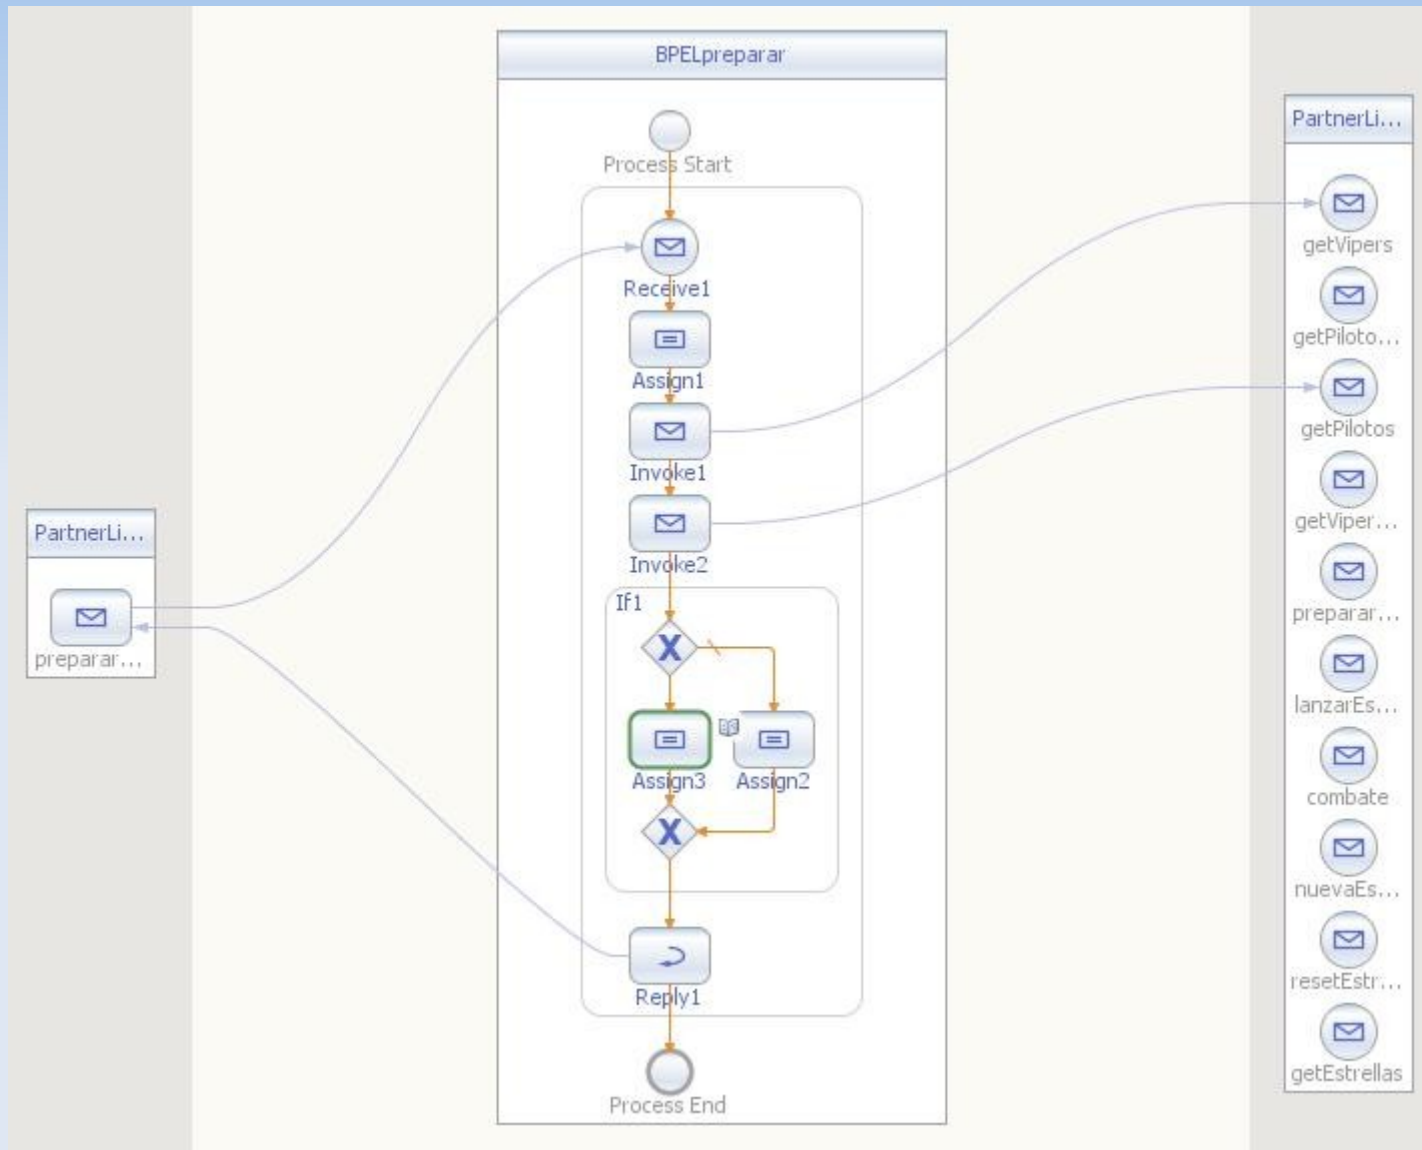 BPELpreparar
Process Start
Receive1
Assign1
Invoke1
Invoke2
If1
Assign3
Assign2
Reply1
Process End
PartnerLi...
preparar...
PartnerLi...
getVipers
getPiloto...
getPilotos
getViper...
preparar...
lanzarEs...
combate
nuevaEs...
resetEstr...
getEstrellas